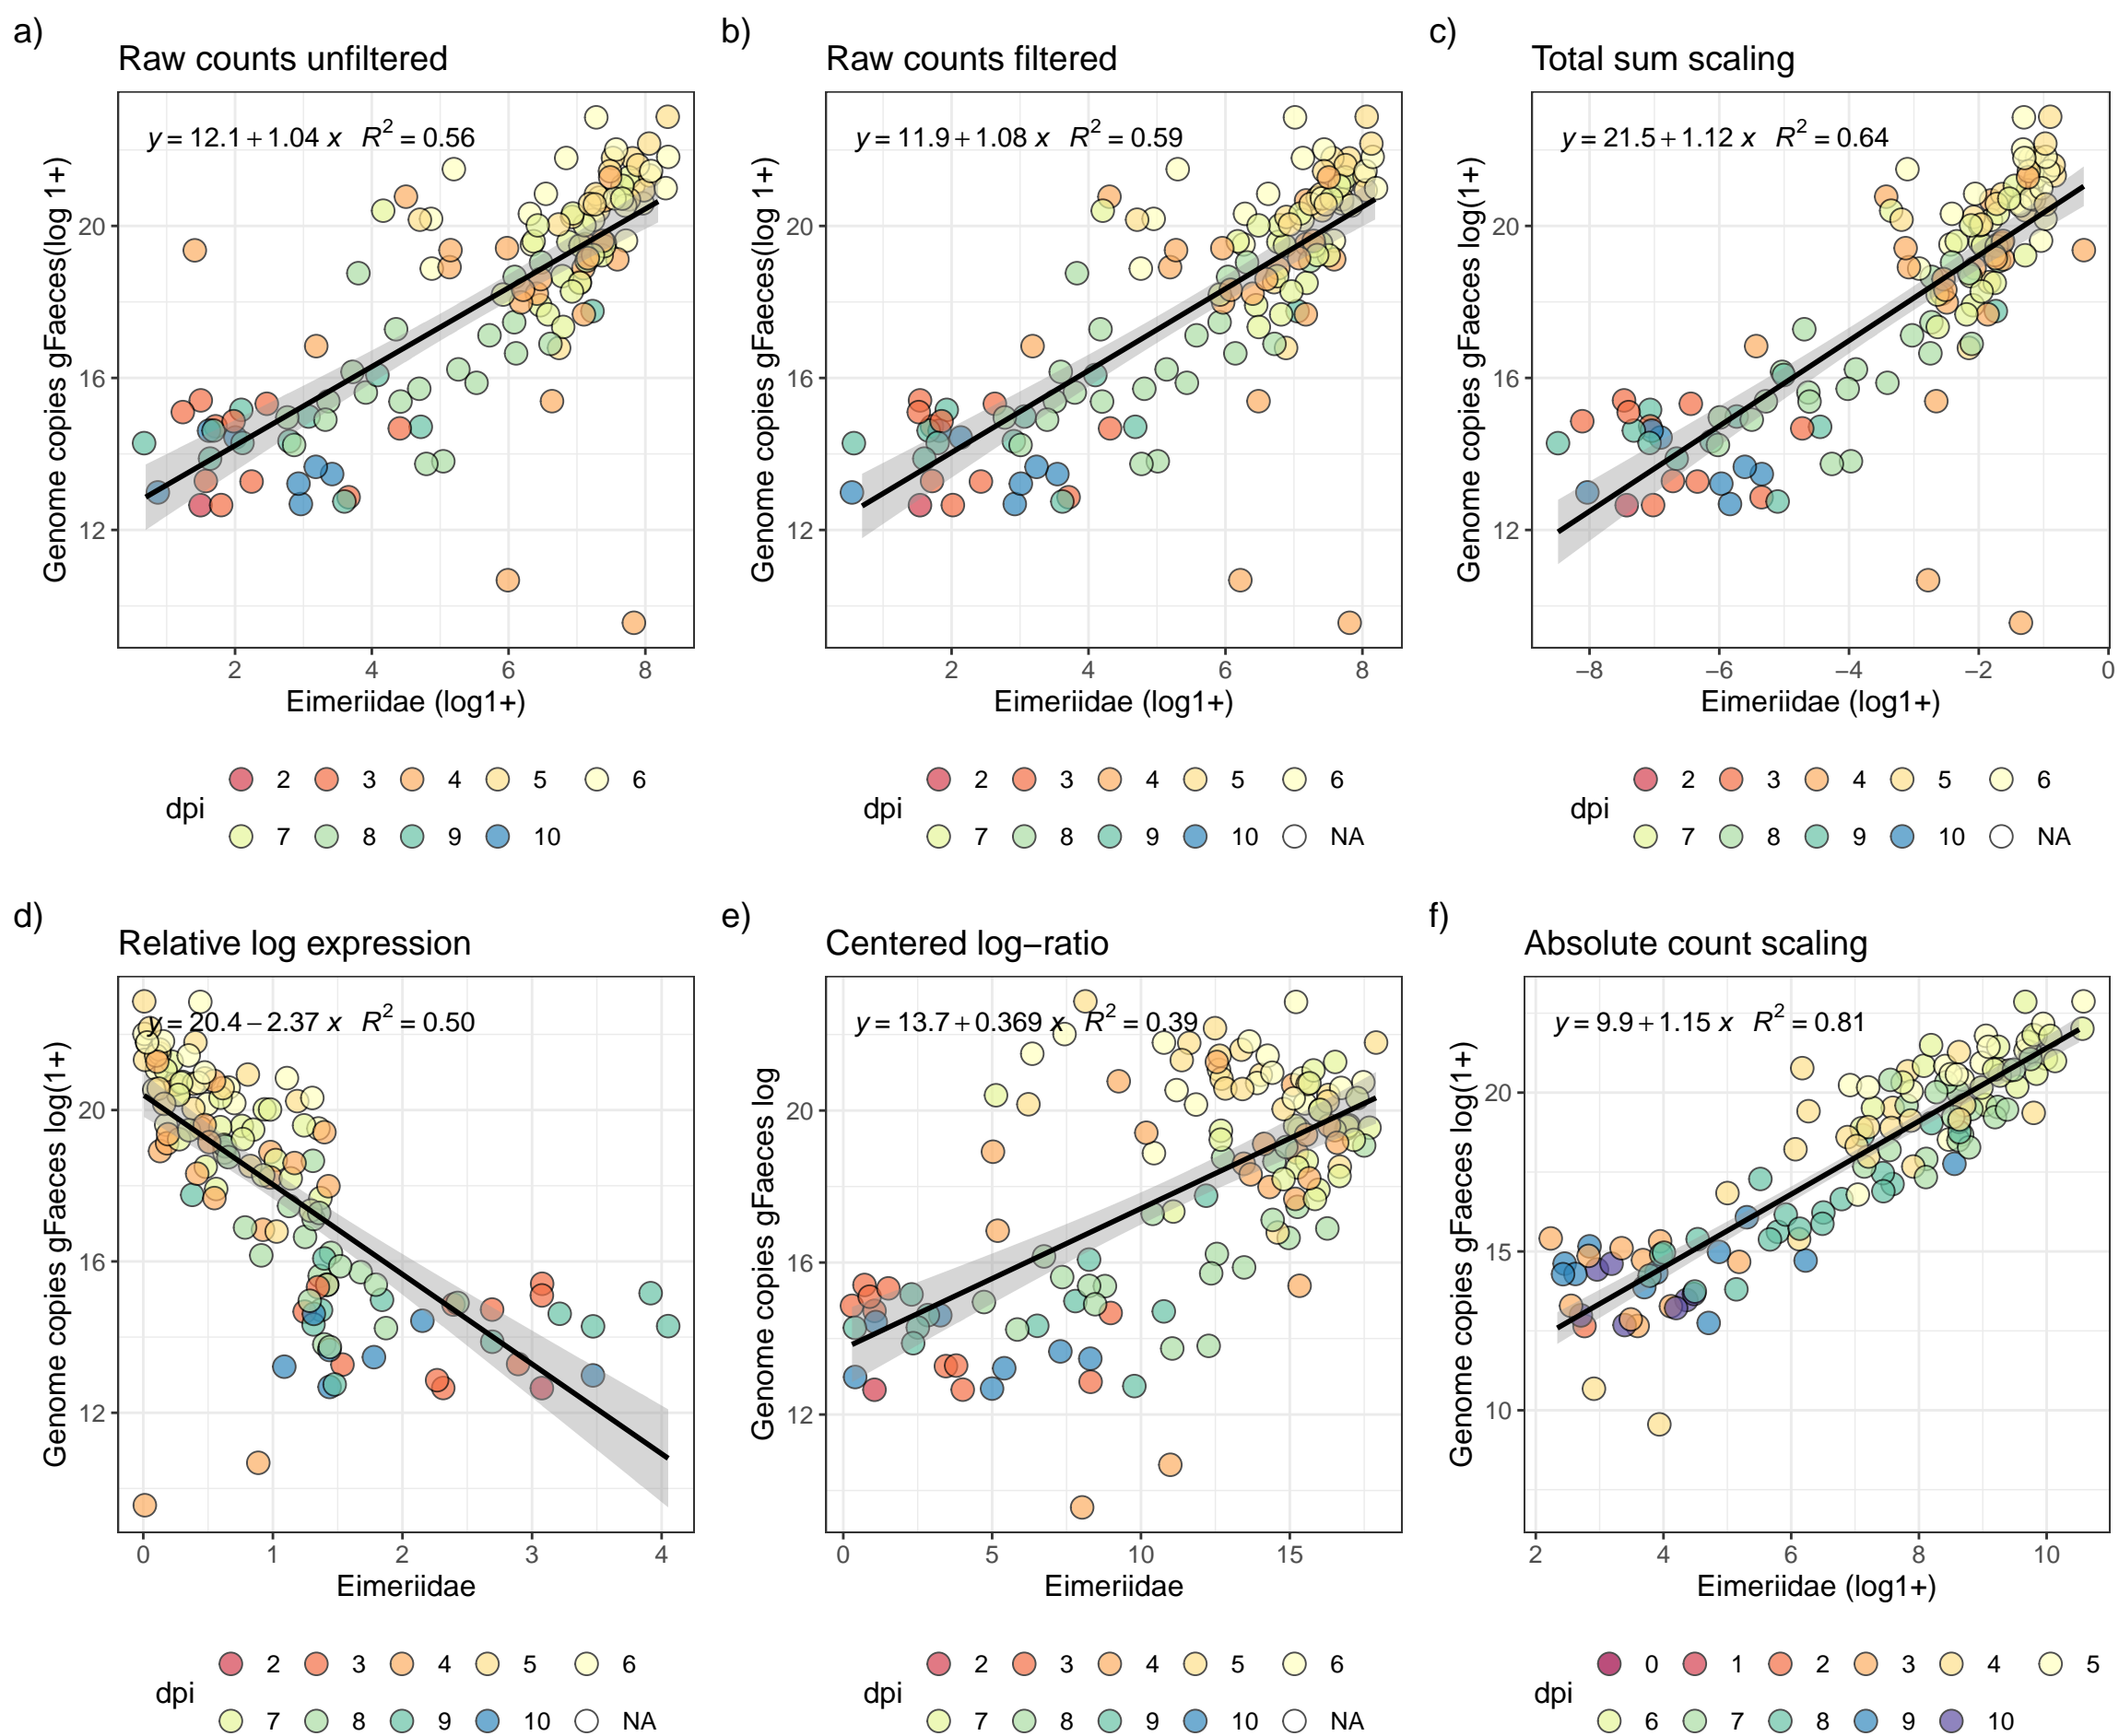 a)
Raw counts unfiltered
y = 12.1 + 1.04 x R² = 0.56
Genome copies gFaeces(log 1+)
20
16
12
2 4 6 8
Eimeriidae (log1+)
dpi
2 3 4 5 6
7 8 9 10
b)
Raw counts filtered
y = 11.9 + 1.08 x R² = 0.59
Genome copies gFaeces(log 1+)
20
16
12
2 4 6 8
Eimeriidae (log1+)
dpi
2 3 4 5 6
7 8 9 10 NA
c)
Total sum scaling
y = 21.5 + 1.12 x R² = 0.64
Genome copies gFaeces log(1+)
20
16
12
−8 −6 −4 −2 0
Eimeriidae (log1+)
dpi
2 3 4 5 6
7 8 9 10 NA
d)
Relative log expression
y = 20.4 − 2.37 x R² = 0.50
Genome copies gFaeces log(1+)
20
16
12
0 1 2 3 4
Eimeriidae
dpi
2 3 4 5 6
7 8 9 10 NA
e)
Centered log−ratio
y = 13.7 + 0.369 x R² = 0.39
Genome copies gFaeces log
20
16
12
0 5 10 15
Eimeriidae
dpi
2 3 4 5 6
7 8 9 10 NA
f)
Absolute count scaling
y = 9.9 + 1.15 x R² = 0.81
Genome copies gFaeces log(1+)
20
15
10
2 4 6 8 10
Eimeriidae (log1+)
dpi
0 1 2 3 4 5
6 7 8 9 10